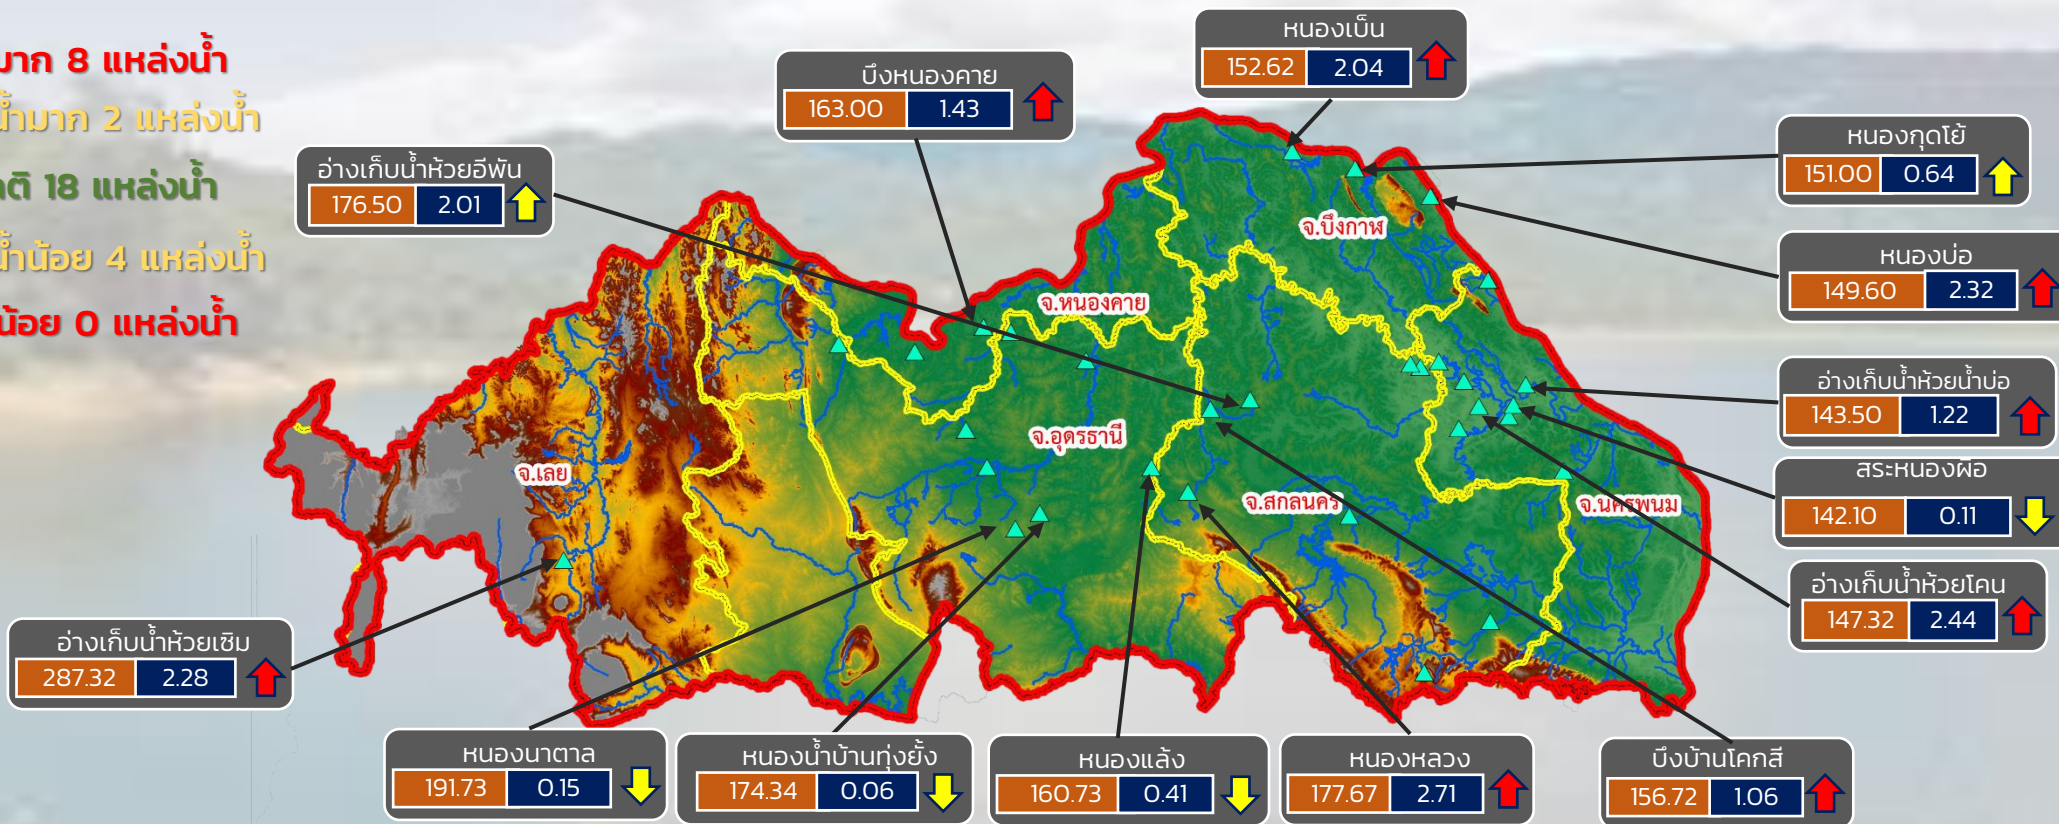 มาก 8 แหล่งน้ำ
น้ำมาก 2 แหล่งน้ำ
18 แหล่งน้ำ
น้ำน้อย 4 แหล่งน้ำ
น้อย 0 แหล่งน้ำ
หนองเบ็น
152.62 2.04
บึงหนองคาย
163.00 1.43
หนองกุดโย้
151.00 0.64
อ่างเก็บน้ำห้วยอีพัน
176.50 2.01
หนองบ่อ
149.60 2.32
จ.บึงกาฬ
จ.หนองคาย
จ.อุดรธานี
จ.เลย
จ.สกลนคร
จ.นครพนม
อ่างเก็บน้ำห้วยน้ำบ่อ
143.50 1.22
สระหนองผือ
142.10 0.11
อ่างเก็บน้ำห้วยโคน
147.32 2.44
อ่างเก็บน้ำห้วยเซิม
287.32 2.28
หนองนาตาล
191.73 0.15
หนองน้ำบ้านทุ่งยั้ง
174.34 0.06
หนองแล้ง
160.73 0.41
หนองหลวง
177.67 2.71
บึงบ้านโคกสี
156.72 1.06